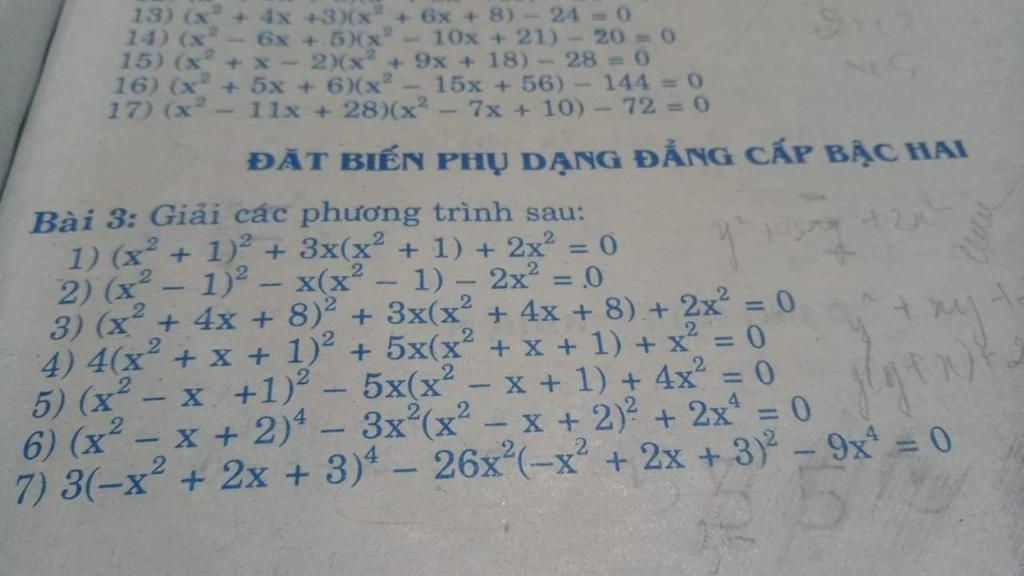 13) (x² + 4x +3)(x² + 6x + 8) – 24 = 0
14) (x² – 6x + 5)(x² – 10x + 21) – 20 = 0
15) (x² + x – 2)(x² + 9x + 18) – 28 = 0
16) (x² + 5x + 6)(x² – 15x + 56) – 144 = 0
17) (x² – 11x + 28)(x² – 7x + 10) – 72 = 0
ĐẶT BIẾN PHỤ DẠNG ĐẲNG CẤP BẬC HAI
Bài 3: Giải các phương trình sau:
1) (x² + 1)² + 3x(x² + 1) + 2x² = 0
2) (x² – 1)² – x(x² – 1) – 2x² = 0
3) (x² + 4x + 8)² + 3x(x² + 4x + 8) + 2x² = 0
4) 4(x² + x + 1)² + 5x(x² + x + 1) + x² = 0
5) (x² – x +1)² – 5x(x² – x + 1) + 4x² = 0
6) (x² – x + 2)⁴ – 3x²(x² – x + 2)² + 2x⁴ = 0
7) 3(–x² + 2x + 3)⁴ – 26x²(–x² + 2x + 3)² – 9x⁴ = 0